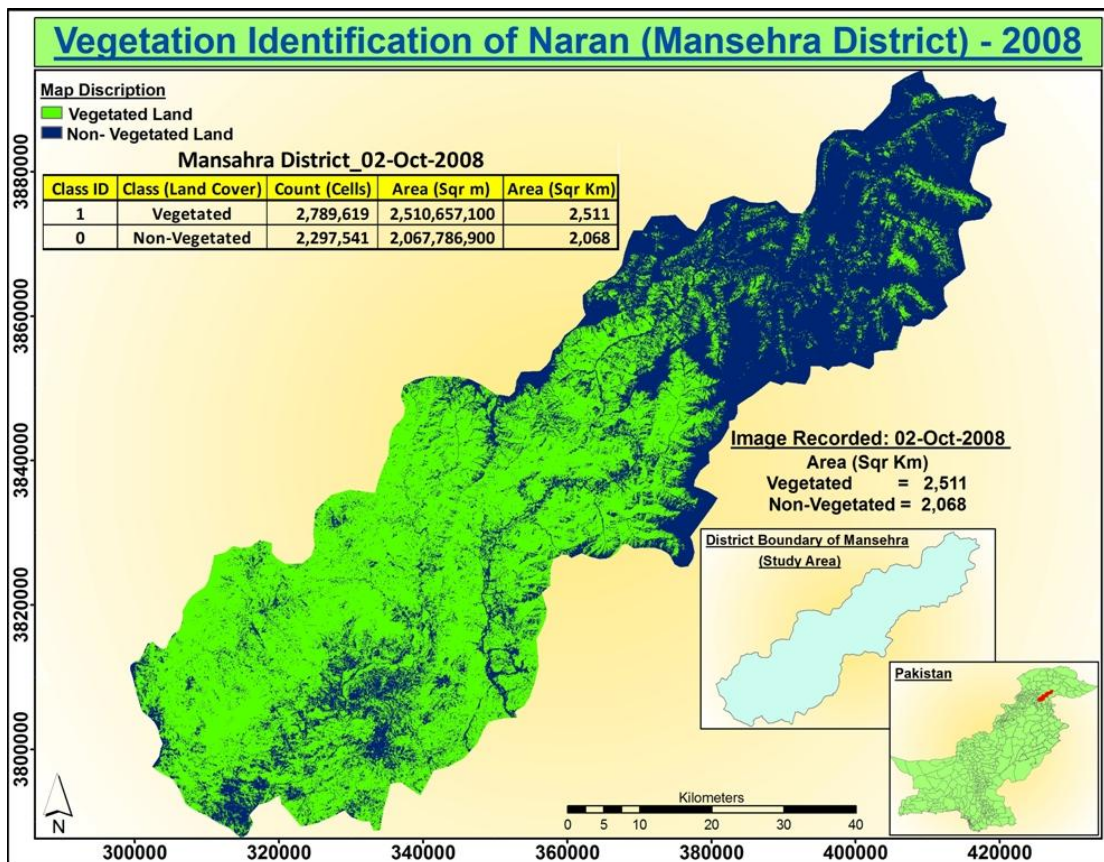 Vegetation Identification of Naran (Mansehra District) - 2008
Map Discription
Vegetated Land
Non- Vegetated Land
Mansahra District_02-Oct-2008
Class ID Class (Land Cover) Count (Cells) Area (Sqr m) Area (Sqr Km)
1 Vegetated 2,789,619 2,510,657,100 2,511
0 Non-Vegetated 2,297,541 2,067,786,900 2,068
3880000
3860000
3840000
3820000
3800000
Image Recorded: 02-Oct-2008
Area (Sqr Km)
Vegetated = 2,511
Non-Vegetated = 2,068
District Boundary of Mansehra
(Study Area)
Pakistan
Kilometers
0 5 10 20 30 40
N
300000 320000 340000 360000 380000 400000 420000